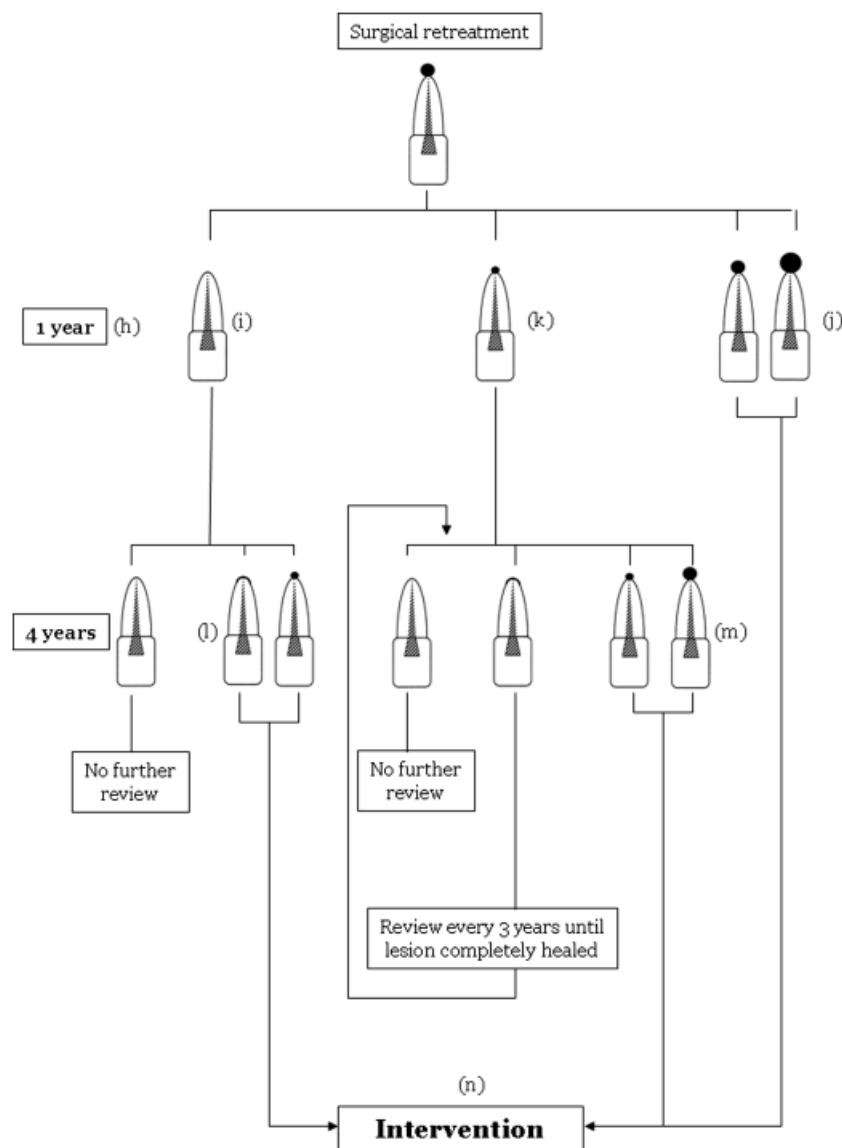 Surgical retreatment
1 year (h)
(i)
(k)
(j)
4 years
(l)
(m)
No further
review
No further
review
Review every 3 years until
lesion completely healed
(n)
Intervention